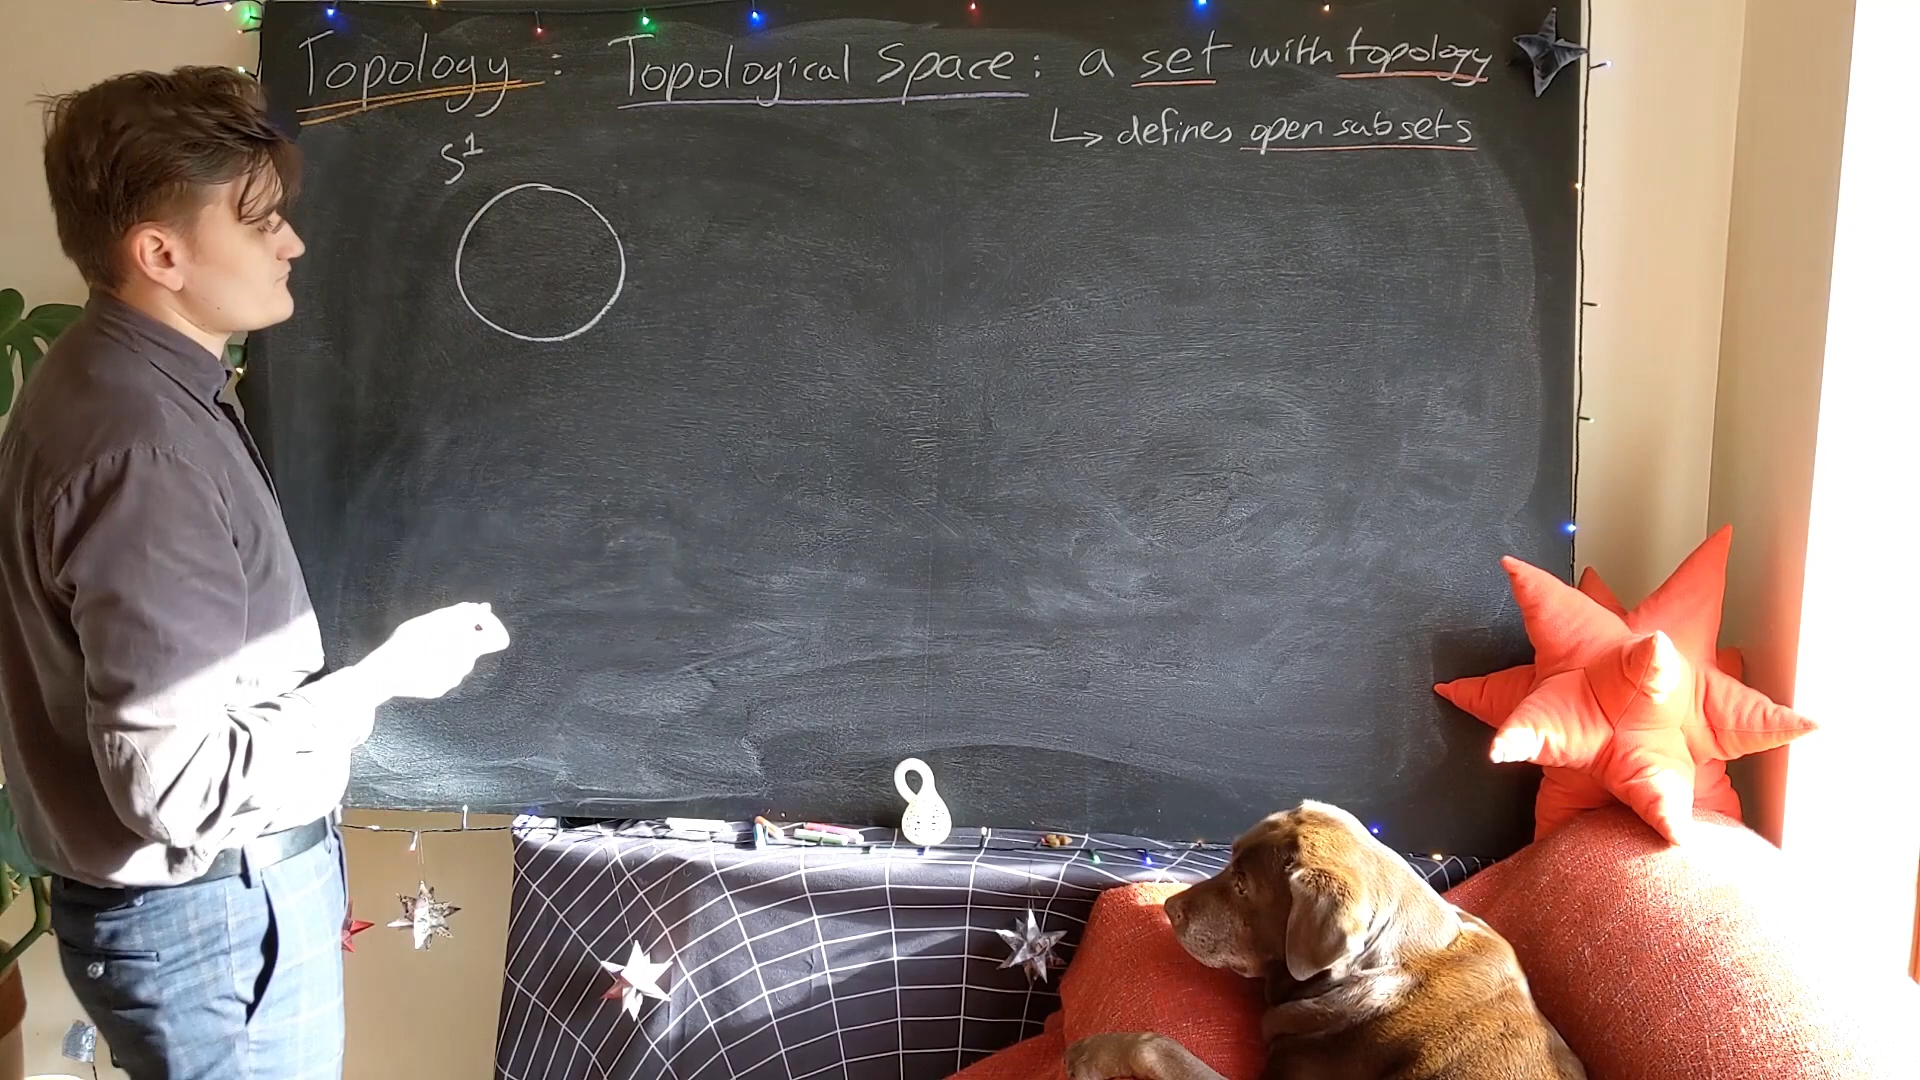 Topology : Topological Space : a set with topology
↳ defines open subsets
S¹